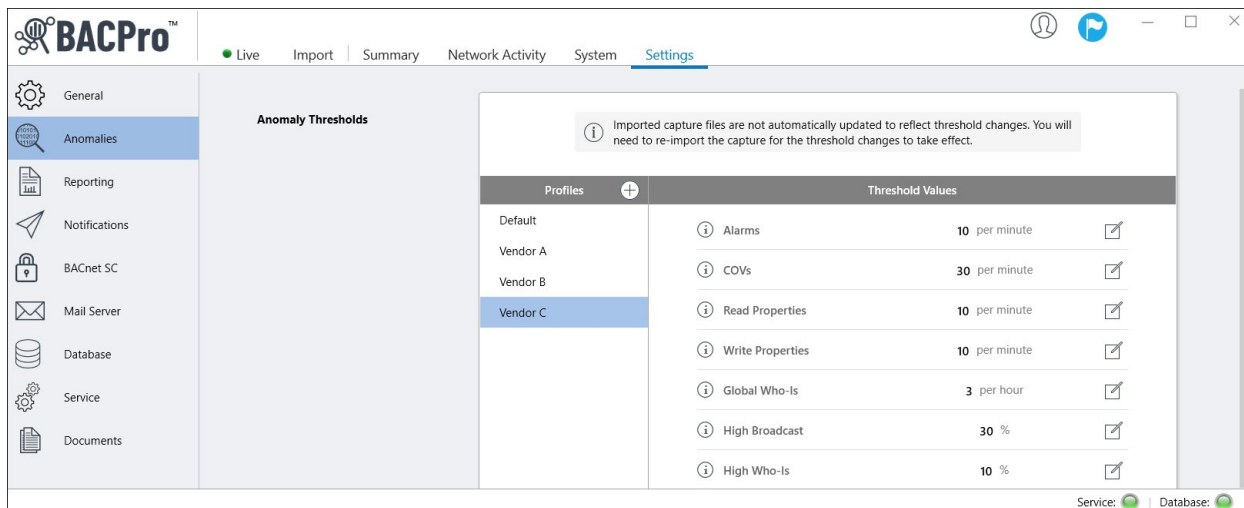 BACPro™
Live Import Summary Network Activity System Settings
General
Anomalies
Reporting
Notifications
BACnet SC
Mail Server
Database
Service
Documents
Anomaly Thresholds
Imported capture files are not automatically updated to reflect threshold changes. You will
need to re-import the capture for the threshold changes to take effect.
Profiles
Default
Vendor A
Vendor B
Vendor C
Threshold Values
Alarms 10 per minute
COVs 30 per minute
Read Properties 10 per minute
Write Properties 10 per minute
Global Who-Is 3 per hour
High Broadcast 30 %
High Who-Is 10 %
Service: Database: